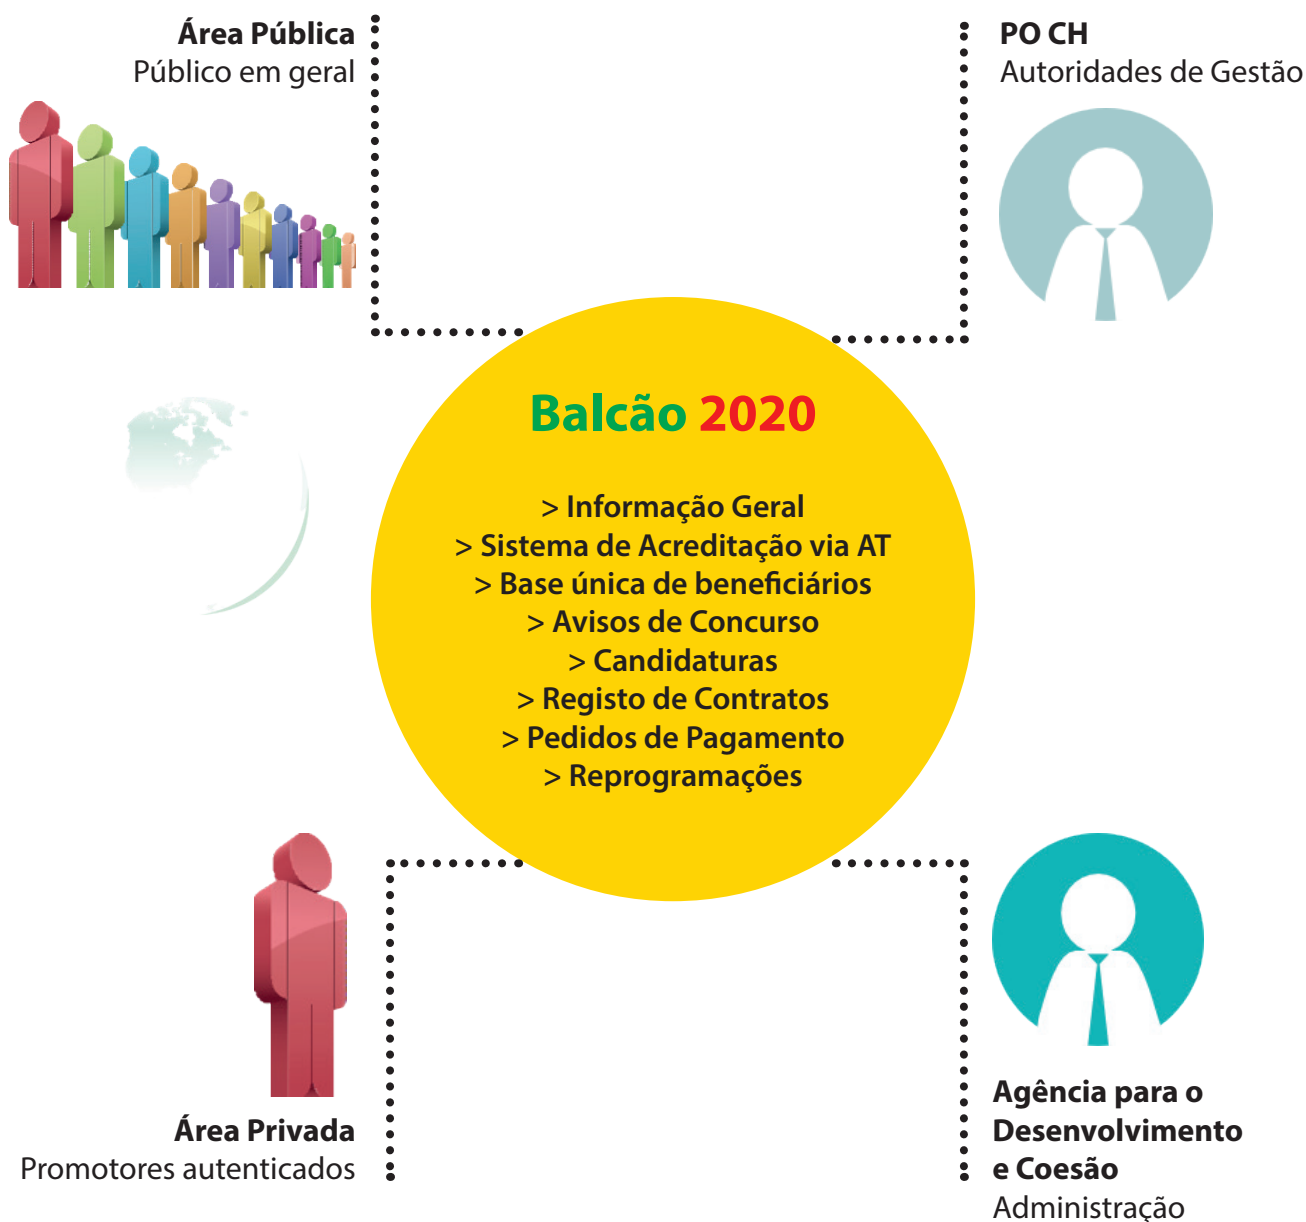 Área Pública
Público em geral
PO CH
Autoridades de Gestão
Balcão 2020
> Informação Geral
> Sistema de Acreditação via AT
> Base única de beneficiários
> Avisos de Concurso
> Candidaturas
> Registo de Contratos
> Pedidos de Pagamento
> Reprogramações
Área Privada
Promotores autenticados
Agência para o
Desenvolvimento
e Coesão
Administração